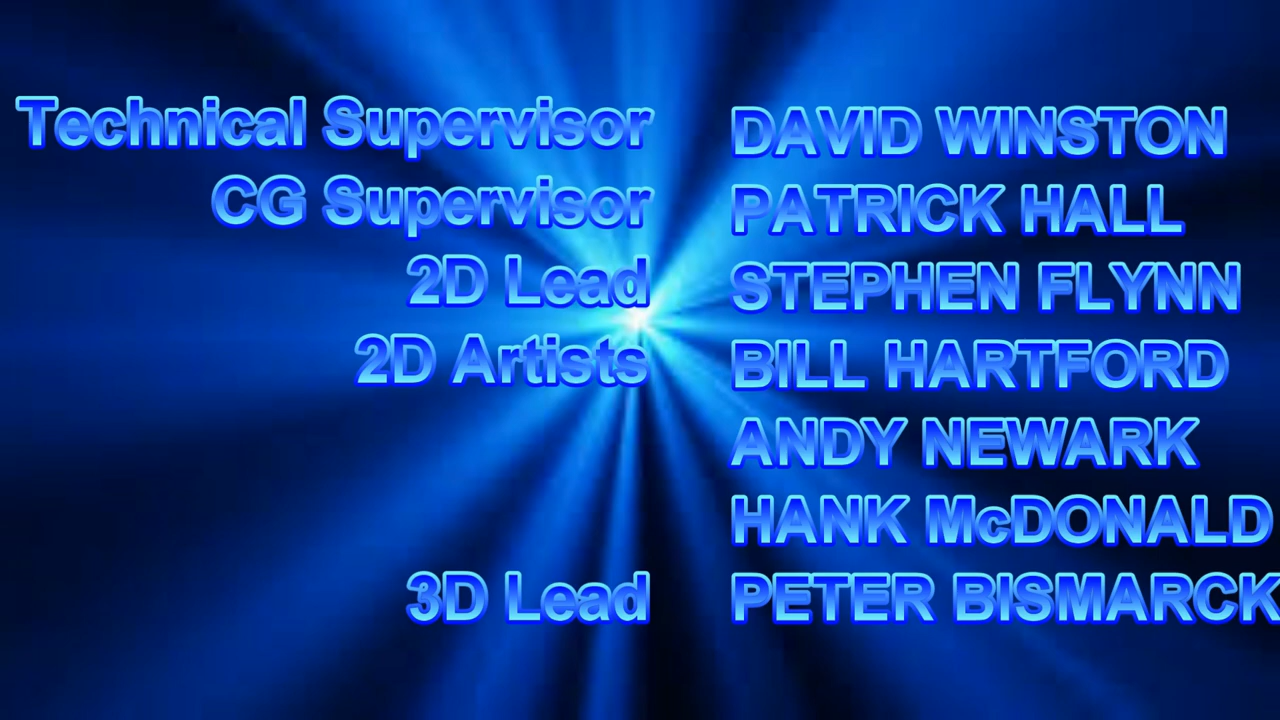 Technical Supervisor DAVID WINSTON
CG Supervisor PATRICK HALL
2D Lead STEPHEN FLYNN
2D Artists BILL HARTFORD
ANDY NEWARK
HANK McDONALD
3D Lead PETER BISMARCK